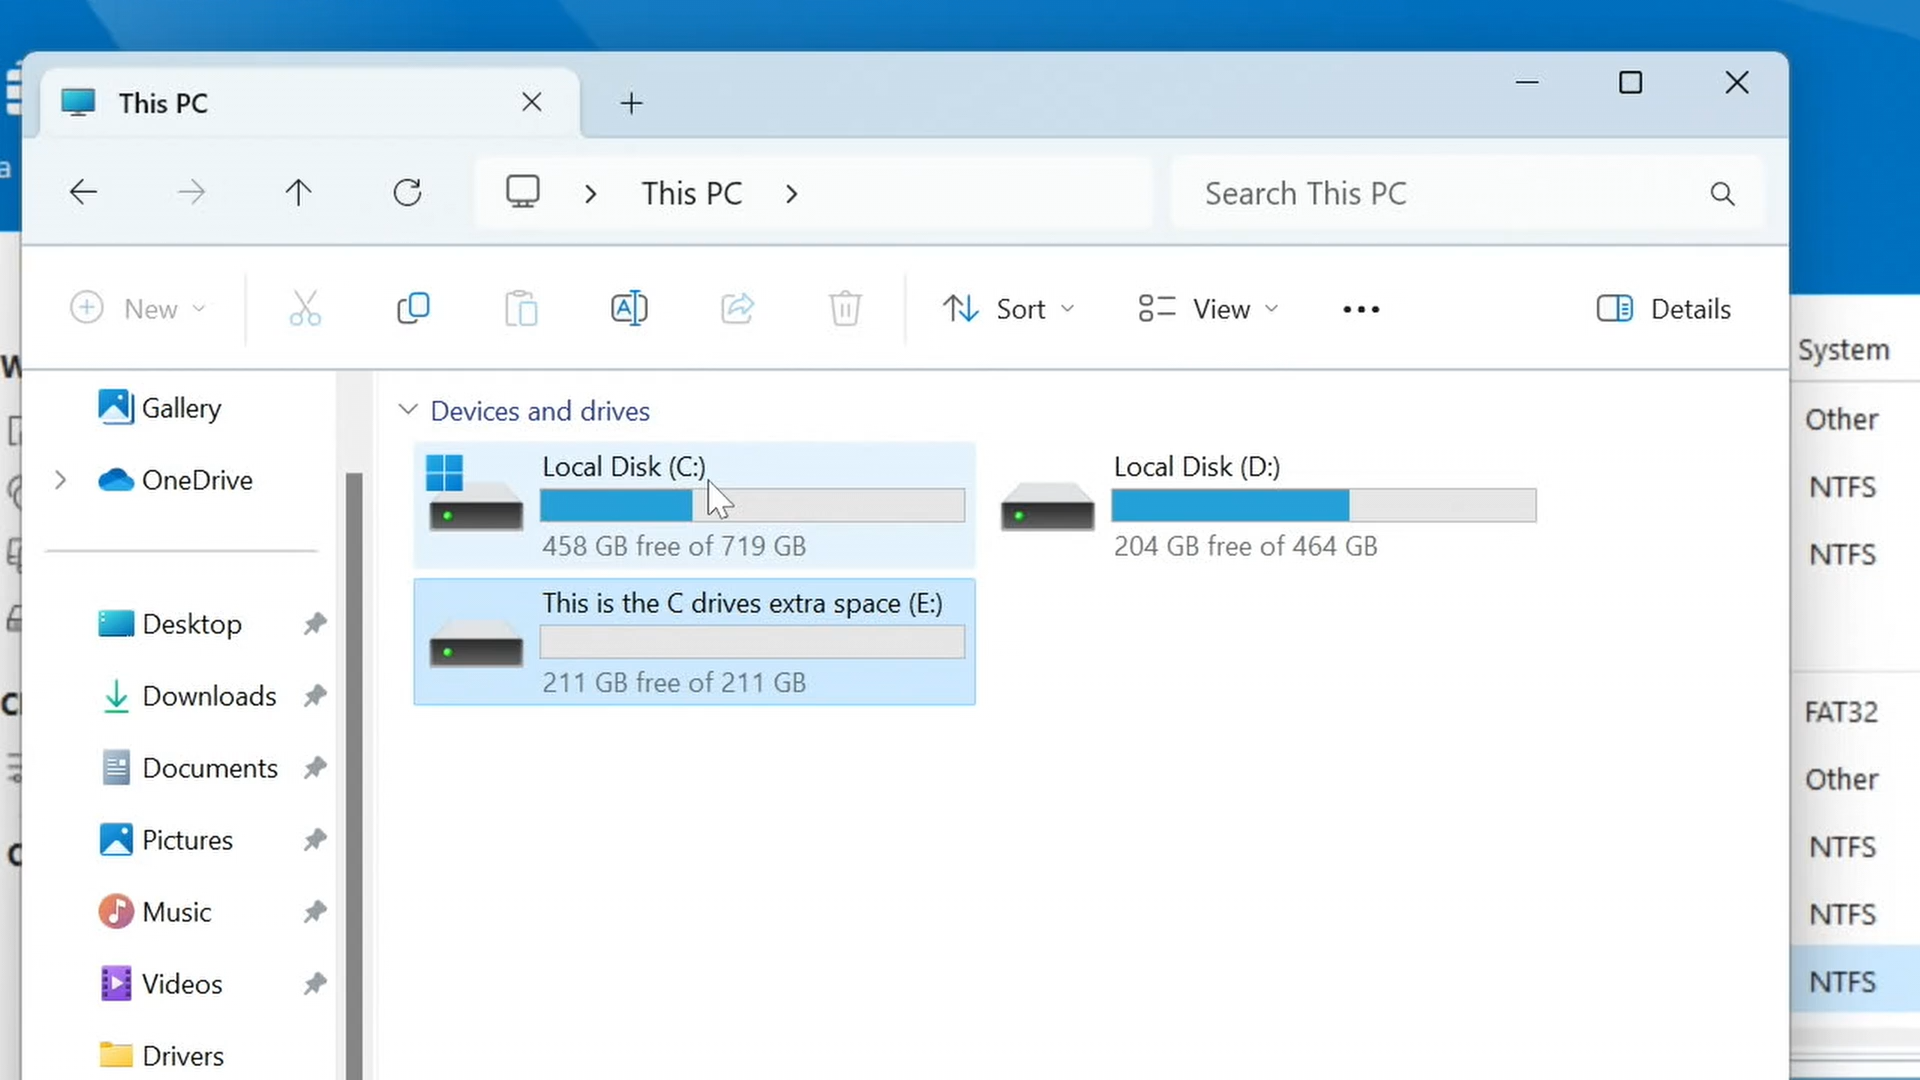 This PC
This PC
Search This PC
New
Sort
View
Details
Gallery
OneDrive
Desktop
Downloads
Documents
Pictures
Music
Videos
Drivers
Devices and drives
Local Disk (C:)
458 GB free of 719 GB
Local Disk (D:)
204 GB free of 464 GB
This is the C drives extra space (E:)
211 GB free of 211 GB
System
Other
NTFS
NTFS
FAT32
Other
NTFS
NTFS
NTFS